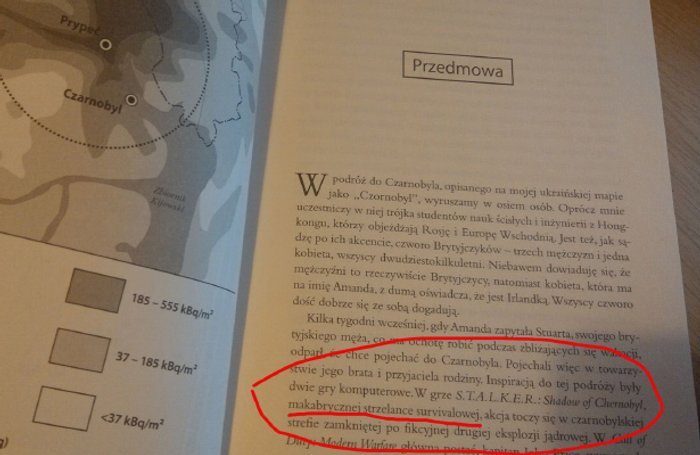 Prypeć
Czarnobyl
Zbiornik
Kijowski
185 – 555 kBq/m²
37 – 185 kBq/m²
<37 kBq/m²
Przedmowa
W podróż do Czarnobyla, opisanego na mojej ukraińskiej mapie
jako „Czornobyl”, wyruszamy w osiem osób. Oprócz mnie
uczestniczy w niej trójka studentów nauk ścisłych i inżynierii z Hong-
kongu, którzy objeżdżają Rosję i Europę Wschodnią. Jest też, jak są-
dzę po ich akcencie, czworo Brytyjczyków – trzech mężczyzn i jedna
kobieta, wszyscy dwudziestokilkuletni. Niebawem dowiaduję się, że
mężczyźni to rzeczywiście Brytyjczycy, natomiast kobieta, która ma
na imię Amanda, z dumą oświadcza, że jest Irlandką. Wszyscy czworo
dość dobrze się ze sobą dogadują.
Kilka tygodni wcześniej, gdy Amanda zapytała Stuarta, swojego bry-
tyjskiego męża, co ma ochotę robić podczas zbliżających się wakacji,
odparł, że chce pojechać do Czarnobyla. Pojechali więc w towarzy-
stwie jego brata i przyjaciela rodziny. Inspiracją do tej podróży były
dwie gry komputerowe. W grze S.T.A.L.K.E.R.: Shadow of Chernobyl,
makabrycznej strzelance survivalowej, akcja toczy się w czarnobylskiej
strefie zamkniętej po fikcyjnej drugiej eksplozji jądrowej. W Call of
Duty: Modern Warfare główna postać, kapitan